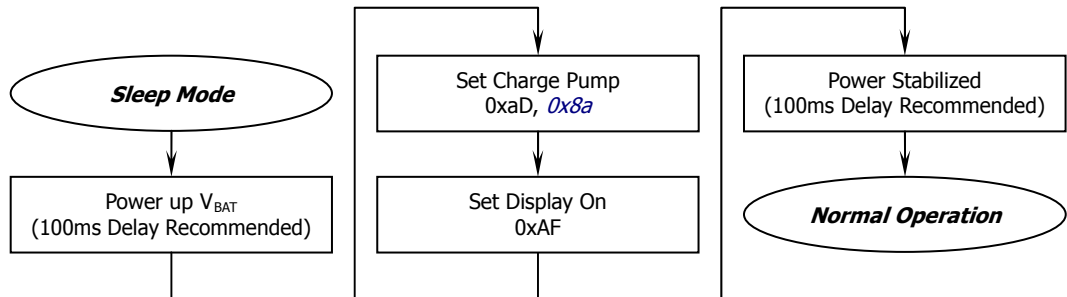 Sleep Mode
Power up VBAT
(100ms Delay Recommended)
Set Charge Pump
0xaD, 0x8a
Set Display On
0xAF
Power Stabilized
(100ms Delay Recommended)
Normal Operation